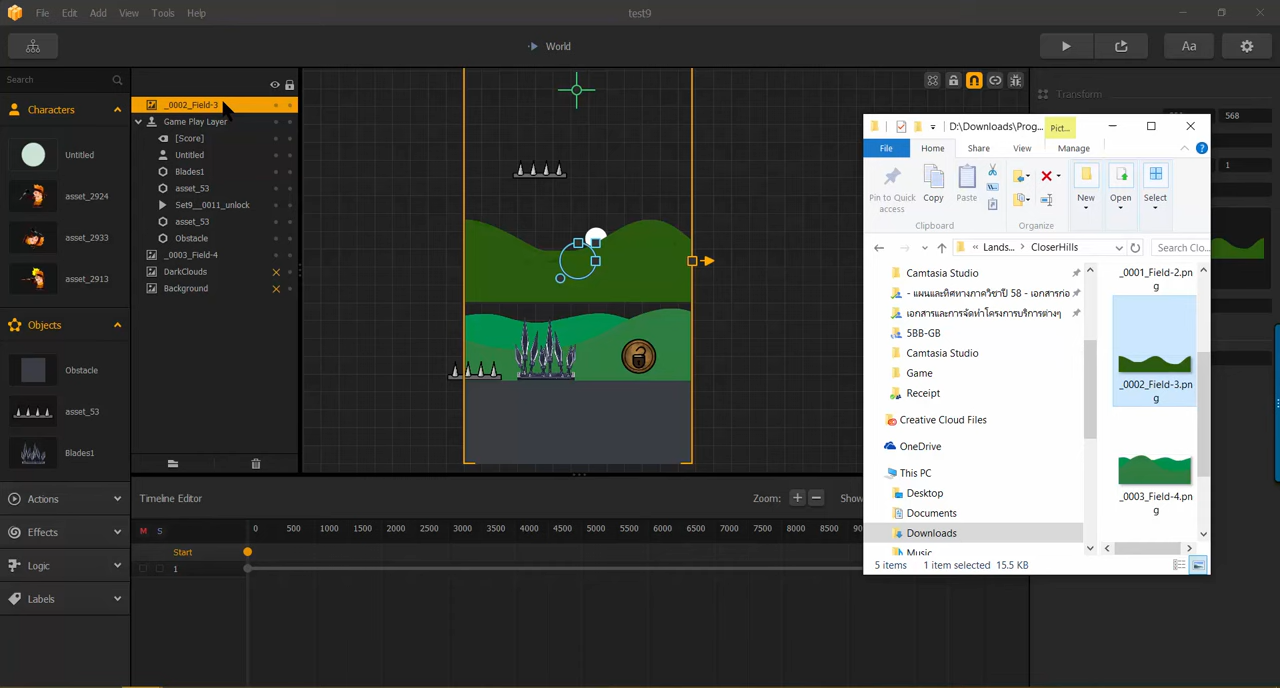 File Edit Add View Tools Help
test9
World
Aa
Search
Characters
Untitled
asset_2924
asset_2933
asset_2913
Objects
Obstacle
asset_53
Blades1
Actions
Effects
Logic
Labels
_0002_Field-3
Game Play Layer
[Score]
Untitled
Blades1
asset_53
Set9__0011_unlock
asset_53
Obstacle
_0003_Field-4
DarkClouds
Background
Transform
568
1
D:\Downloads\Prog...
Pict...
File Home Share View Manage
Pin to Quick access
Copy
Paste
New
Open
Select
Clipboard
Organize
Lands... CloserHills
Search Clo...
Camtasia Studio
- แผนและทิศทางภาควิชาปี 58 - เอกสารก่อ
เอกสารและการจัดทำโครงการบริการต่างๆ
5BB-GB
Camtasia Studio
Game
Receipt
Creative Cloud Files
OneDrive
This PC
Desktop
Documents
Downloads
Music
_0001_Field-2.pn
g
_0002_Field-3.pn
g
_0003_Field-4.pn
g
5 items 1 item selected 15.5 KB
Timeline Editor
Zoom:
Show
M S
0 500 1000 1500 2000 2500 3000 3500 4000 4500 5000 5500 6000 6500 7000 7500 8000 8500
Start
1